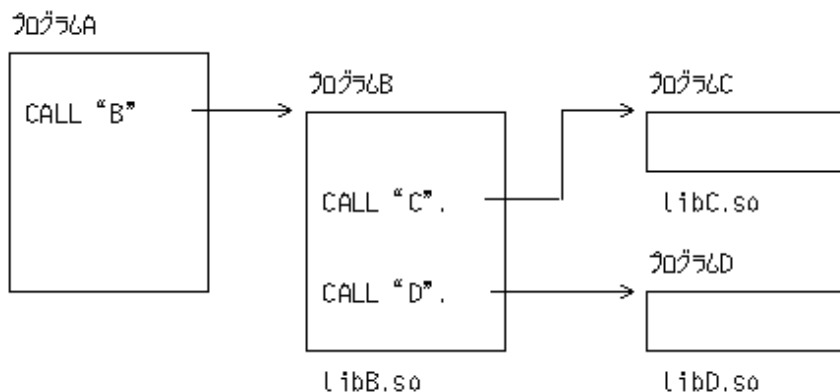 ﾌﾟﾛｸﾞﾗﾑA
CALL “B”
ﾌﾟﾛｸﾞﾗﾑB
CALL “C”.
CALL “D”.
libB.so
ﾌﾟﾛｸﾞﾗﾑC
libC.so
ﾌﾟﾛｸﾞﾗﾑD
libD.so